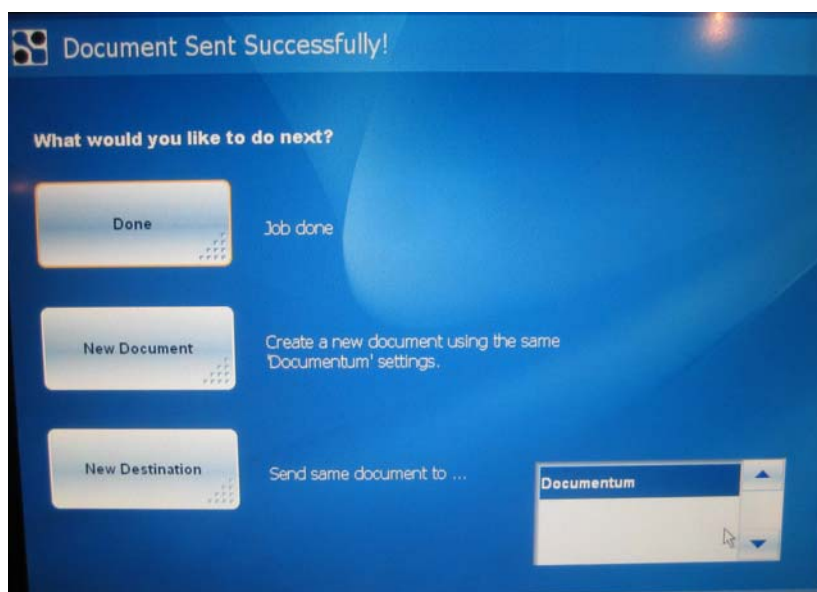 Document Sent Successfully!
What would you like to do next?
Done
Job done
New Document
Create a new document using the same
'Documentum' settings.
New Destination
Send same document to ...
Documentum